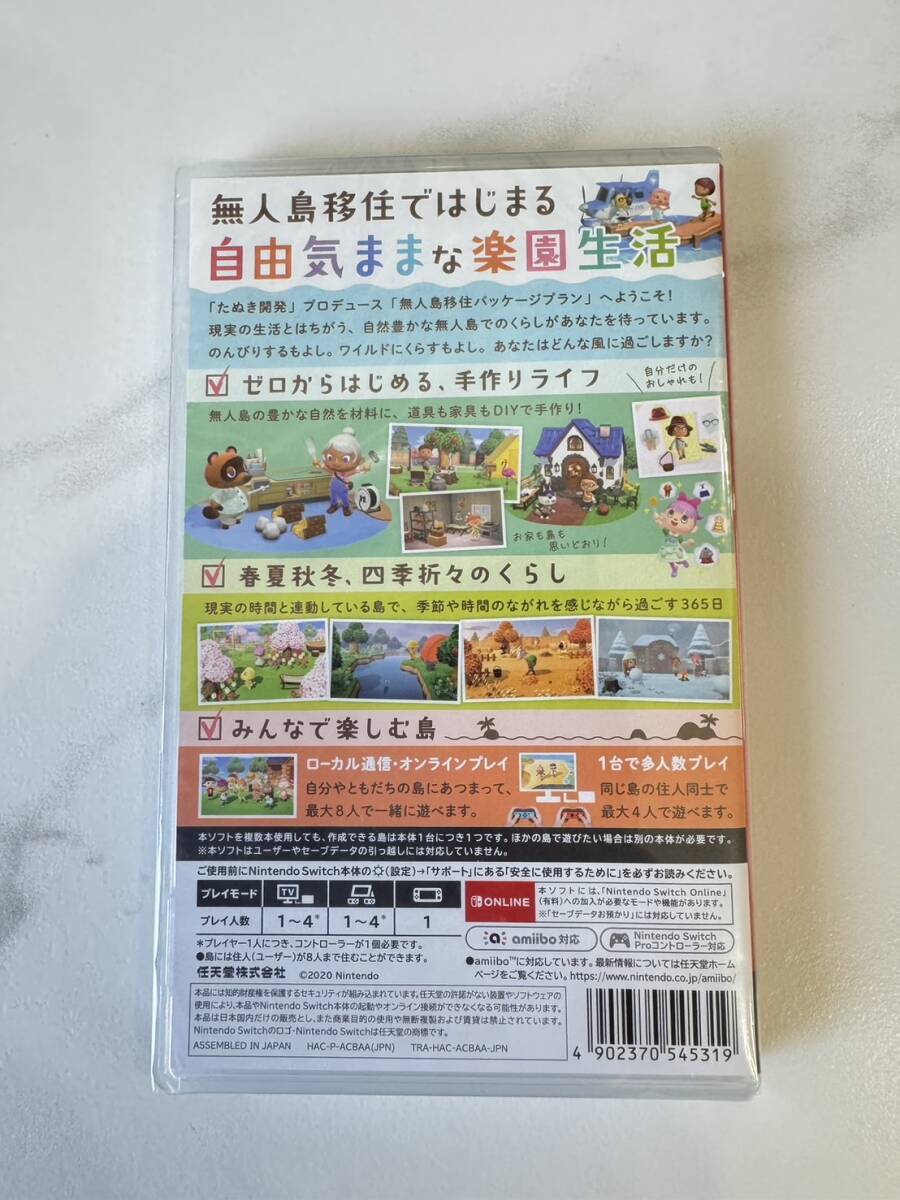 無人島移住ではじまる
自由気ままな楽園生活
「たぬき開発」プロデュース「無人島移住パッケージプラン」へようこそ！
現実の生活とはちがう、自然豊かな無人島でのくらしがあなたを待っています。
のんびりするもよし。ワイルドにくらすもよし。あなたはどんな風に過ごしますか？
ゼロからはじめる、手作りライフ
自分だけの
おしゃれも！
無人島の豊かな自然を材料に、道具も家具もDIYで手作り！
お家も島も
思いどおり！
春夏秋冬、四季折々のくらし
現実の時間と連動している島で、季節や時間のながれを感じながら過ごす365日
みんなで楽しむ島
ローカル通信・オンラインプレイ
自分やともだちの島にあつまって、
最大8人で一緒に遊べます。
1台で多人数プレイ
同じ島の住人同士で
最大4人で遊べます。
本ソフトを複数本使用しても、作成できる島は本体1台につき1つです。ほかの島で遊びたい場合は別の本体が必要です。
※本ソフトはユーザーやセーブデータの引っ越しには対応していません。
ご使用前にNintendo Switch本体の(設定)→「サポート」にある「安全に使用するために」を必ずお読みください。
プレイモード TV
プレイ人数 1～4* 1～4* 1
ONLINE
本ソフトには、「Nintendo Switch Online」
(有料)への加入が必要なモードや機能があります。
※「セーブデータお預かり」には対応していません。
*プレイヤー1人につき、コントローラーが1個必要です。
●島には住人(ユーザー)が8人まで住むことができます。
amiibo対応
Nintendo Switch
Proコントローラー対応
●amiibo™に対応しています。最新情報については任天堂ホーム
ページをご覧ください。https://www.nintendo.co.jp/amiibo/
任天堂株式会社 ©2020 Nintendo
本品には知的財産権を保護するセキュリティが組み込まれています。任天堂の許諾がない装置やソフトウェアの
使用により、本品やNintendo Switch本体の起動やオンライン接続ができなくなる可能性があります。
本品は日本国内だけの販売とし、また商業目的の使用や無断複製および賃貸は禁止されています。
Nintendo Switchのロゴ・Nintendo Switchは任天堂の商標です。
ASSEMBLED IN JAPAN HAC-P-ACBAA(JPN) TRA-HAC-ACBAA-JPN
4 902370 545319